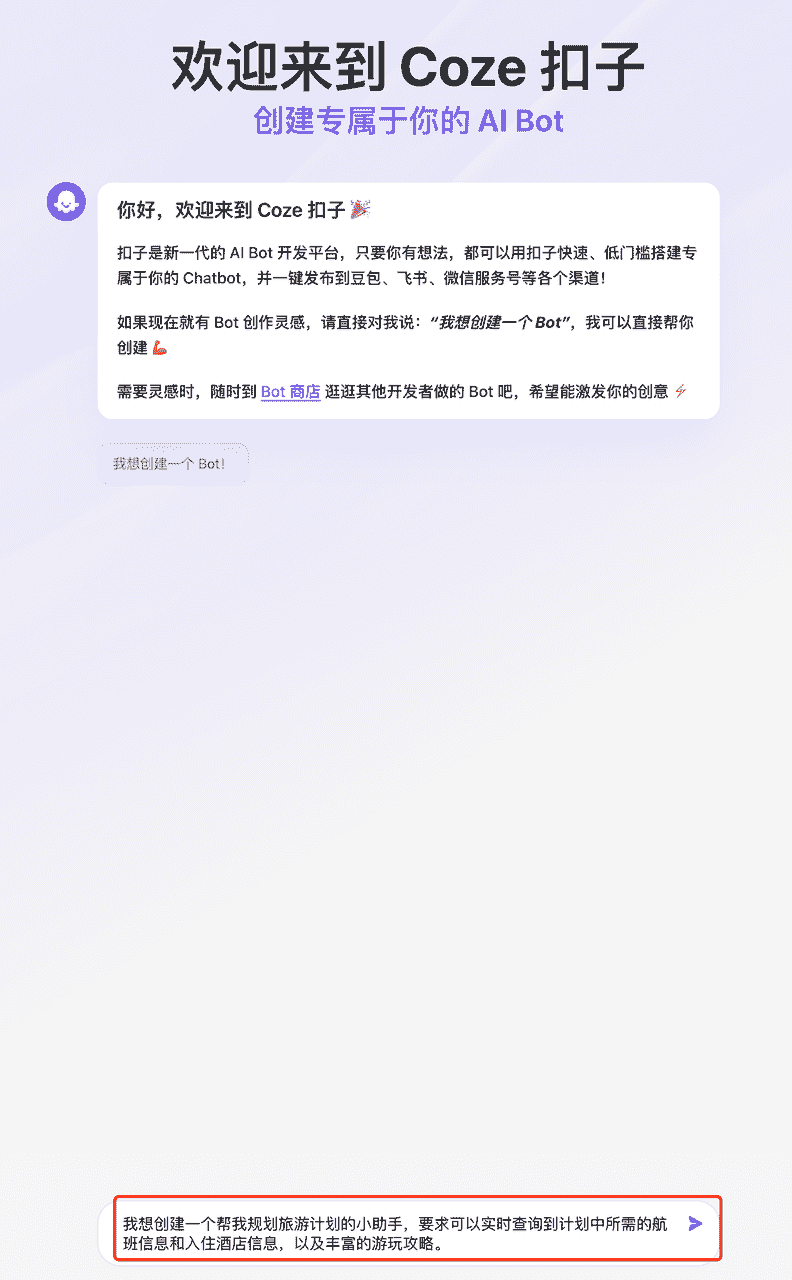 欢迎来到 Coze 扣子
创建专属于你的 AI Bot
你好，欢迎来到 Coze 扣子 🎉
扣子是新一代的 AI Bot 开发平台，只要你有想法，都可以用扣子快速、低门槛搭建专
属于你的 Chatbot，并一键发布到豆包、飞书、微信服务号等各个渠道！
如果现在就有 Bot 创作灵感，请直接对我说：“我想创建一个 Bot”，我可以直接帮你
创建 💪
需要灵感时，随时到 Bot 商店 逛逛其他开发者做的 Bot 吧，希望能激发你的创意 ⚡
我想创建一个 Bot！
我想创建一个帮我规划旅游计划的小助手，要求可以实时查询到计划中所需的航
班信息和入住酒店信息，以及丰富的游玩攻略。